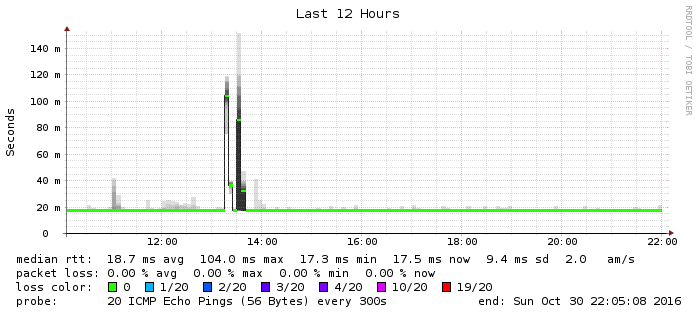 Last 12 Hours
RRDTOOL / TOBI OETIKER
Seconds
140 m
120 m
100 m
80 m
60 m
40 m
20 m
0
12:00 14:00 16:00 18:00 20:00 22:00
median rtt: 18.7 ms avg 104.0 ms max 17.3 ms min 17.5 ms now 9.4 ms sd 2.0 am/s
packet loss: 0.00 % avg 0.00 % max 0.00 % min 0.00 % now
loss color: 0 1/20 2/20 3/20 4/20 10/20 19/20
probe: 20 ICMP Echo Pings (56 Bytes) every 300s end: Sun Oct 30 22:05:08 2016